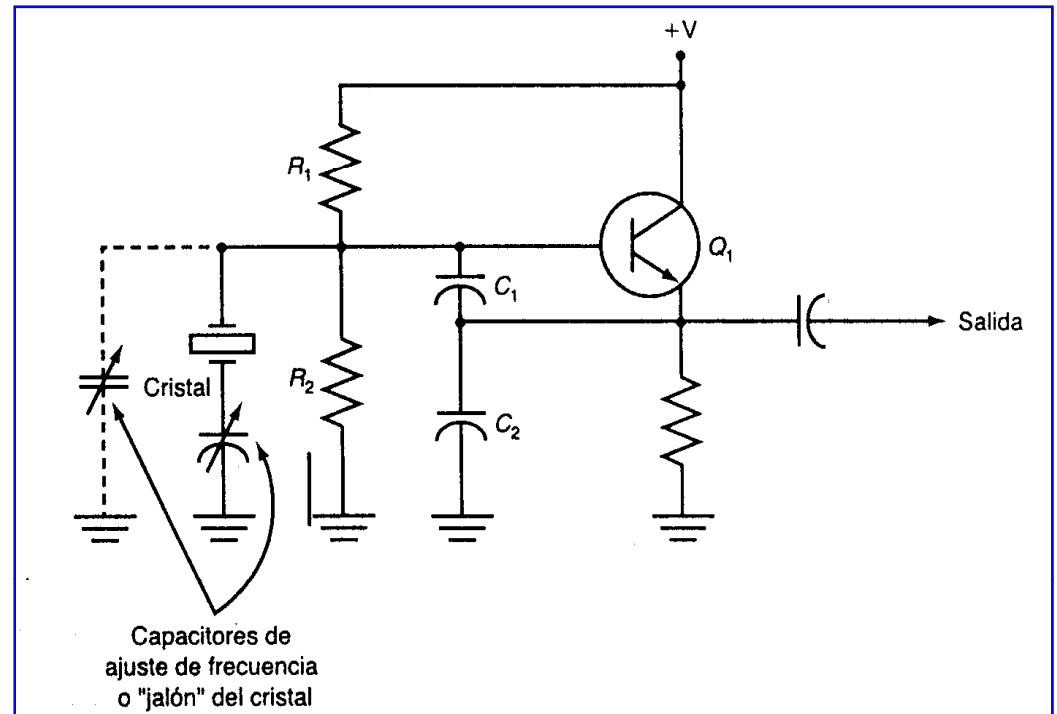 +V
R₁
Q₁
C₁
Salida
Cristal
R₂
C₂
Capacitores de
ajuste de frecuencia
o "jalón" del cristal